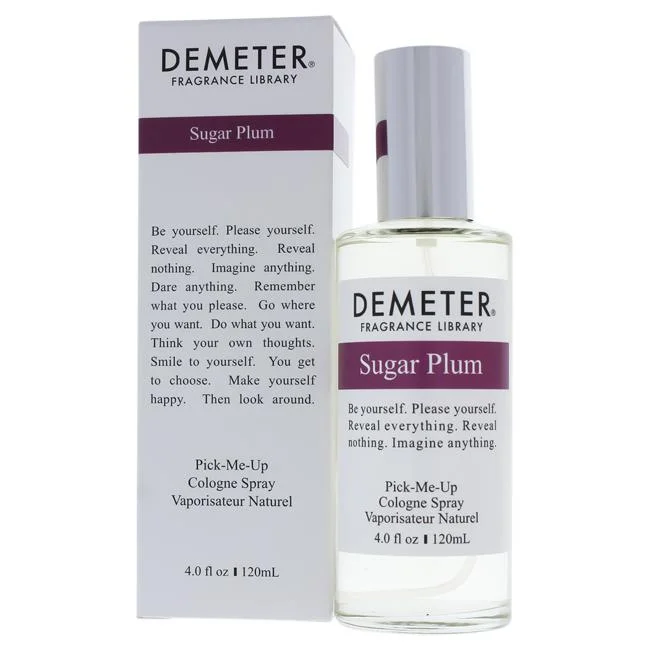 DEMETER®
FRAGRANCE LIBRARY
Sugar Plum
Be yourself. Please yourself.
Reveal everything. Reveal
nothing. Imagine anything.
Dare anything. Remember
what you please. Go where
you want. Do what you want.
Think your own thoughts.
Smile to yourself. You get
to choose. Make yourself
happy. Then look around.
Pick-Me-Up
Cologne Spray
Vaporisateur Naturel
4.0 fl oz 120mL
DEMETER®
FRAGRANCE LIBRARY
Sugar Plum
Be yourself. Please yourself.
Reveal everything. Reveal
nothing. Imagine anything.
Pick-Me-Up
Cologne Spray
Vaporisateur Naturel
4.0 fl oz 120mL